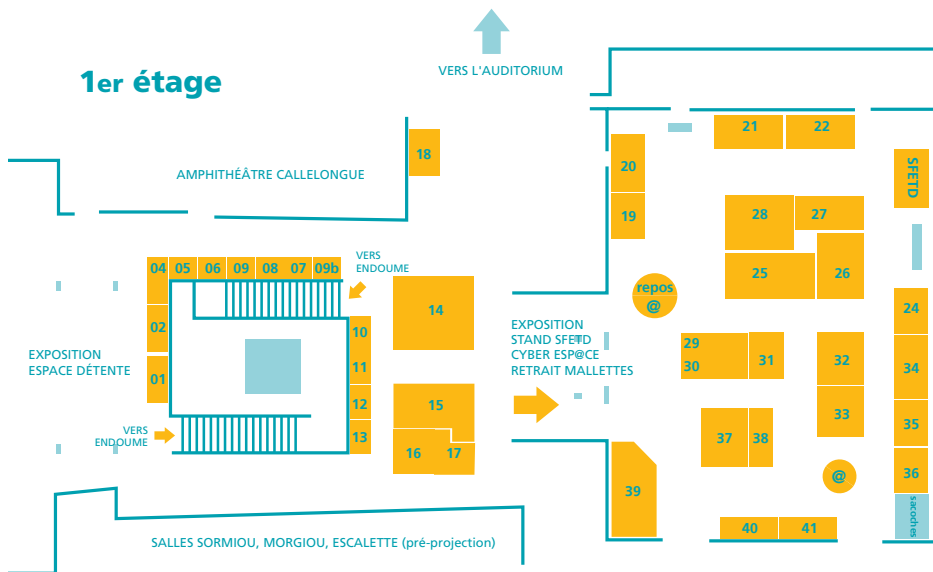 1er étage
VERS L'AUDITORIUM
AMPHITHÉÂTRE CALLELONGUE
18
21
22
20
19
SFETD
28
27
25
26
04
05
06
09
08
07
09b
VERS
ENDOUME
02
01
10
11
12
13
14
15
16
17
EXPOSITION
ESPACE DÉTENTE
VERS
ENDOUME
repos
@
EXPOSITION
STAND SFETD
CYBER ESP@CE
RETRAIT MALLETTES
24
29
30
31
32
34
33
35
37
38
36
@
39
40
41
sacoches
SALLES SORMIOU, MORGIOU, ESCALETTE (pré-projection)